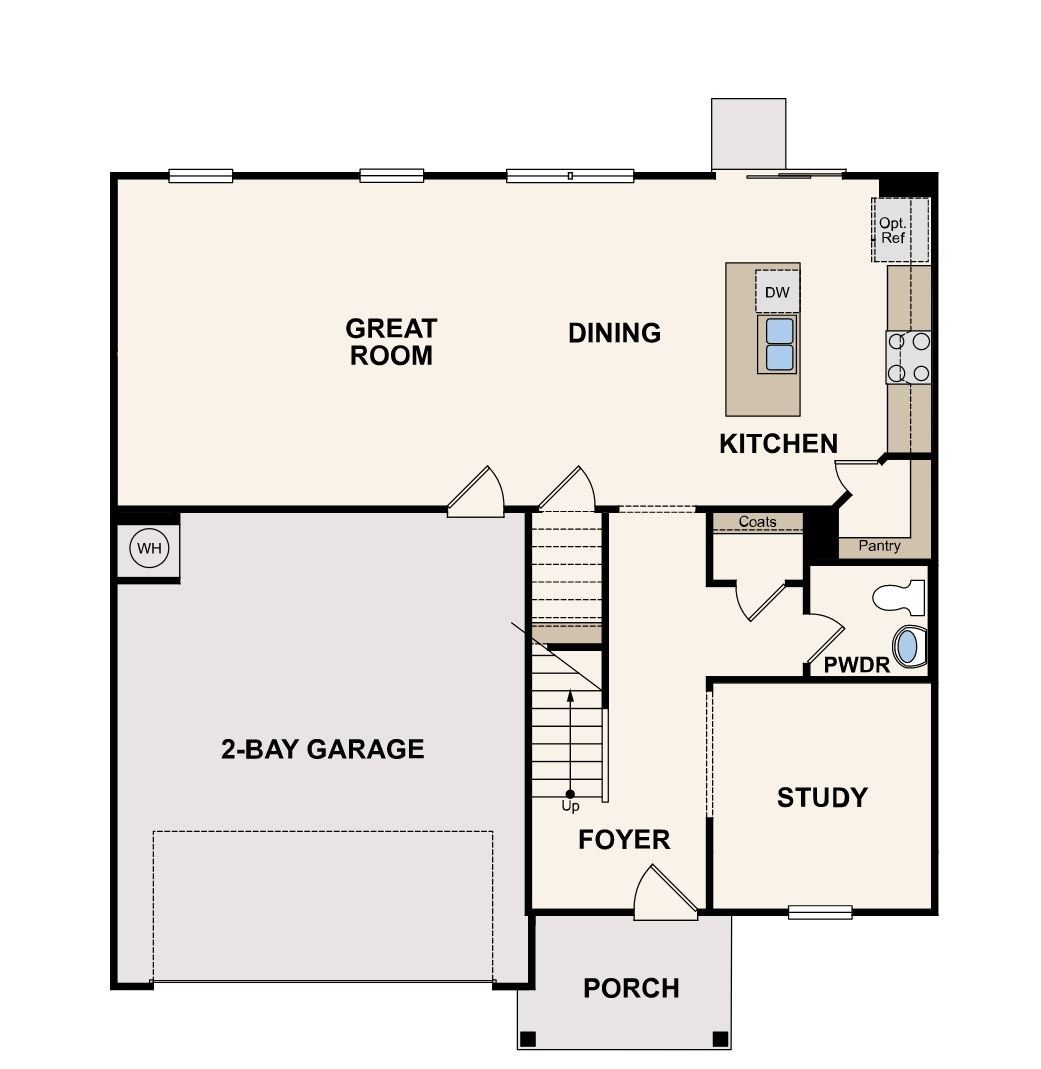 Opt.
Ref
DW
GREAT
ROOM
DINING
KITCHEN
Coats
WH
Pantry
PWDR
2-BAY GARAGE
STUDY
Up
FOYER
PORCH